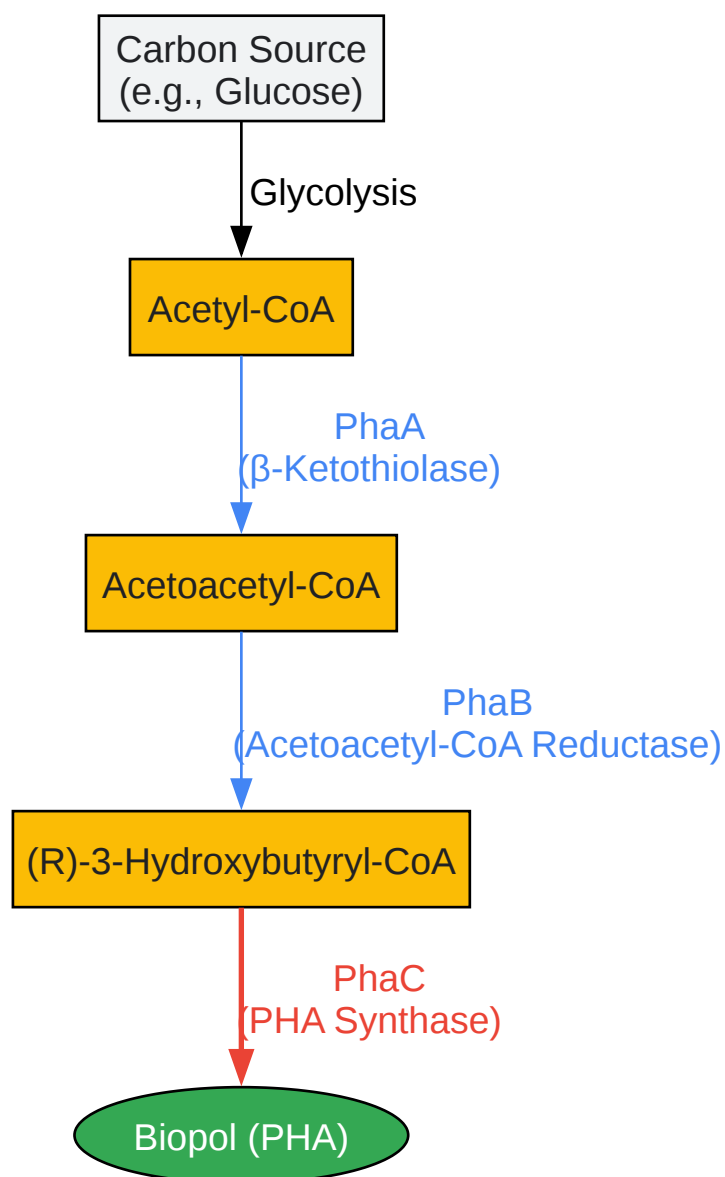 Carbon Source
(e.g., Glucose)
Glycolysis
Acetyl-CoA
PhaA
(β-Ketothiolase)
Acetoacetyl-CoA
PhaB
(Acetoacetyl-CoA Reductase)
(R)-3-Hydroxybutyryl-CoA
PhaC
(PHA Synthase)
Biopol (PHA)